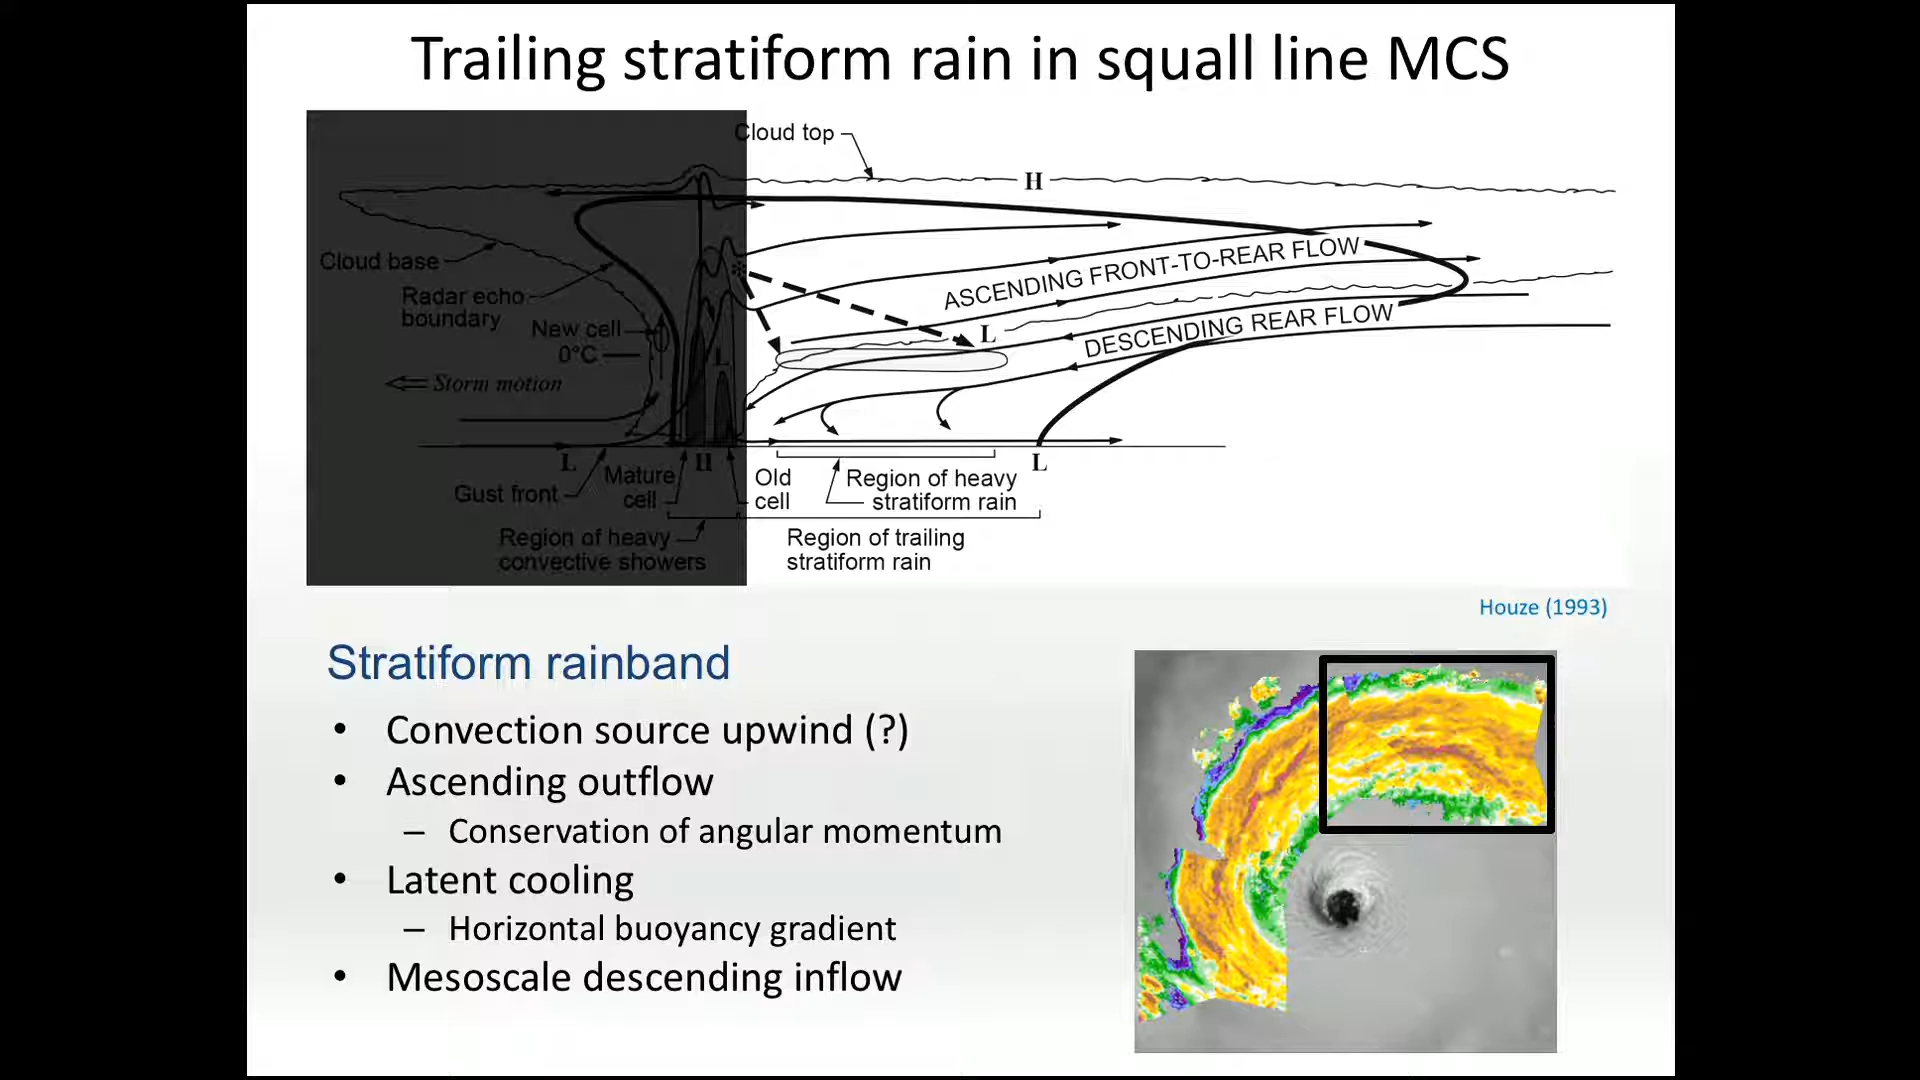 Trailing stratiform rain in squall line MCS
Cloud top
H
Cloud base
ASCENDING FRONT-TO-REAR FLOW
Radar echo
boundary
New cell
0°C
L
L
DESCENDING REAR FLOW
Storm motion
L
H
L
Gust front
Mature
cell
Old
cell
Region of heavy
stratiform rain
Region of heavy
convective showers
Region of trailing
stratiform rain
Houze (1993)
Stratiform rainband
• Convection source upwind (?)
• Ascending outflow
– Conservation of angular momentum
• Latent cooling
– Horizontal buoyancy gradient
• Mesoscale descending inflow